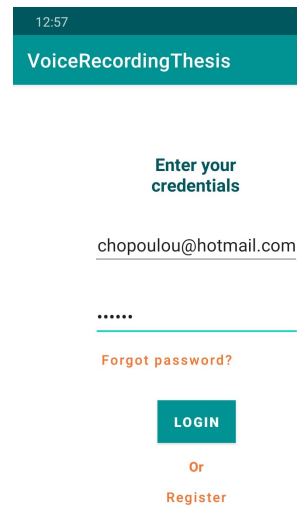 12:57
VoiceRecordingThesis
Enter your
credentials
chopoulou@hotmail.com
••••••
Forgot password?
LOGIN
Or
Register